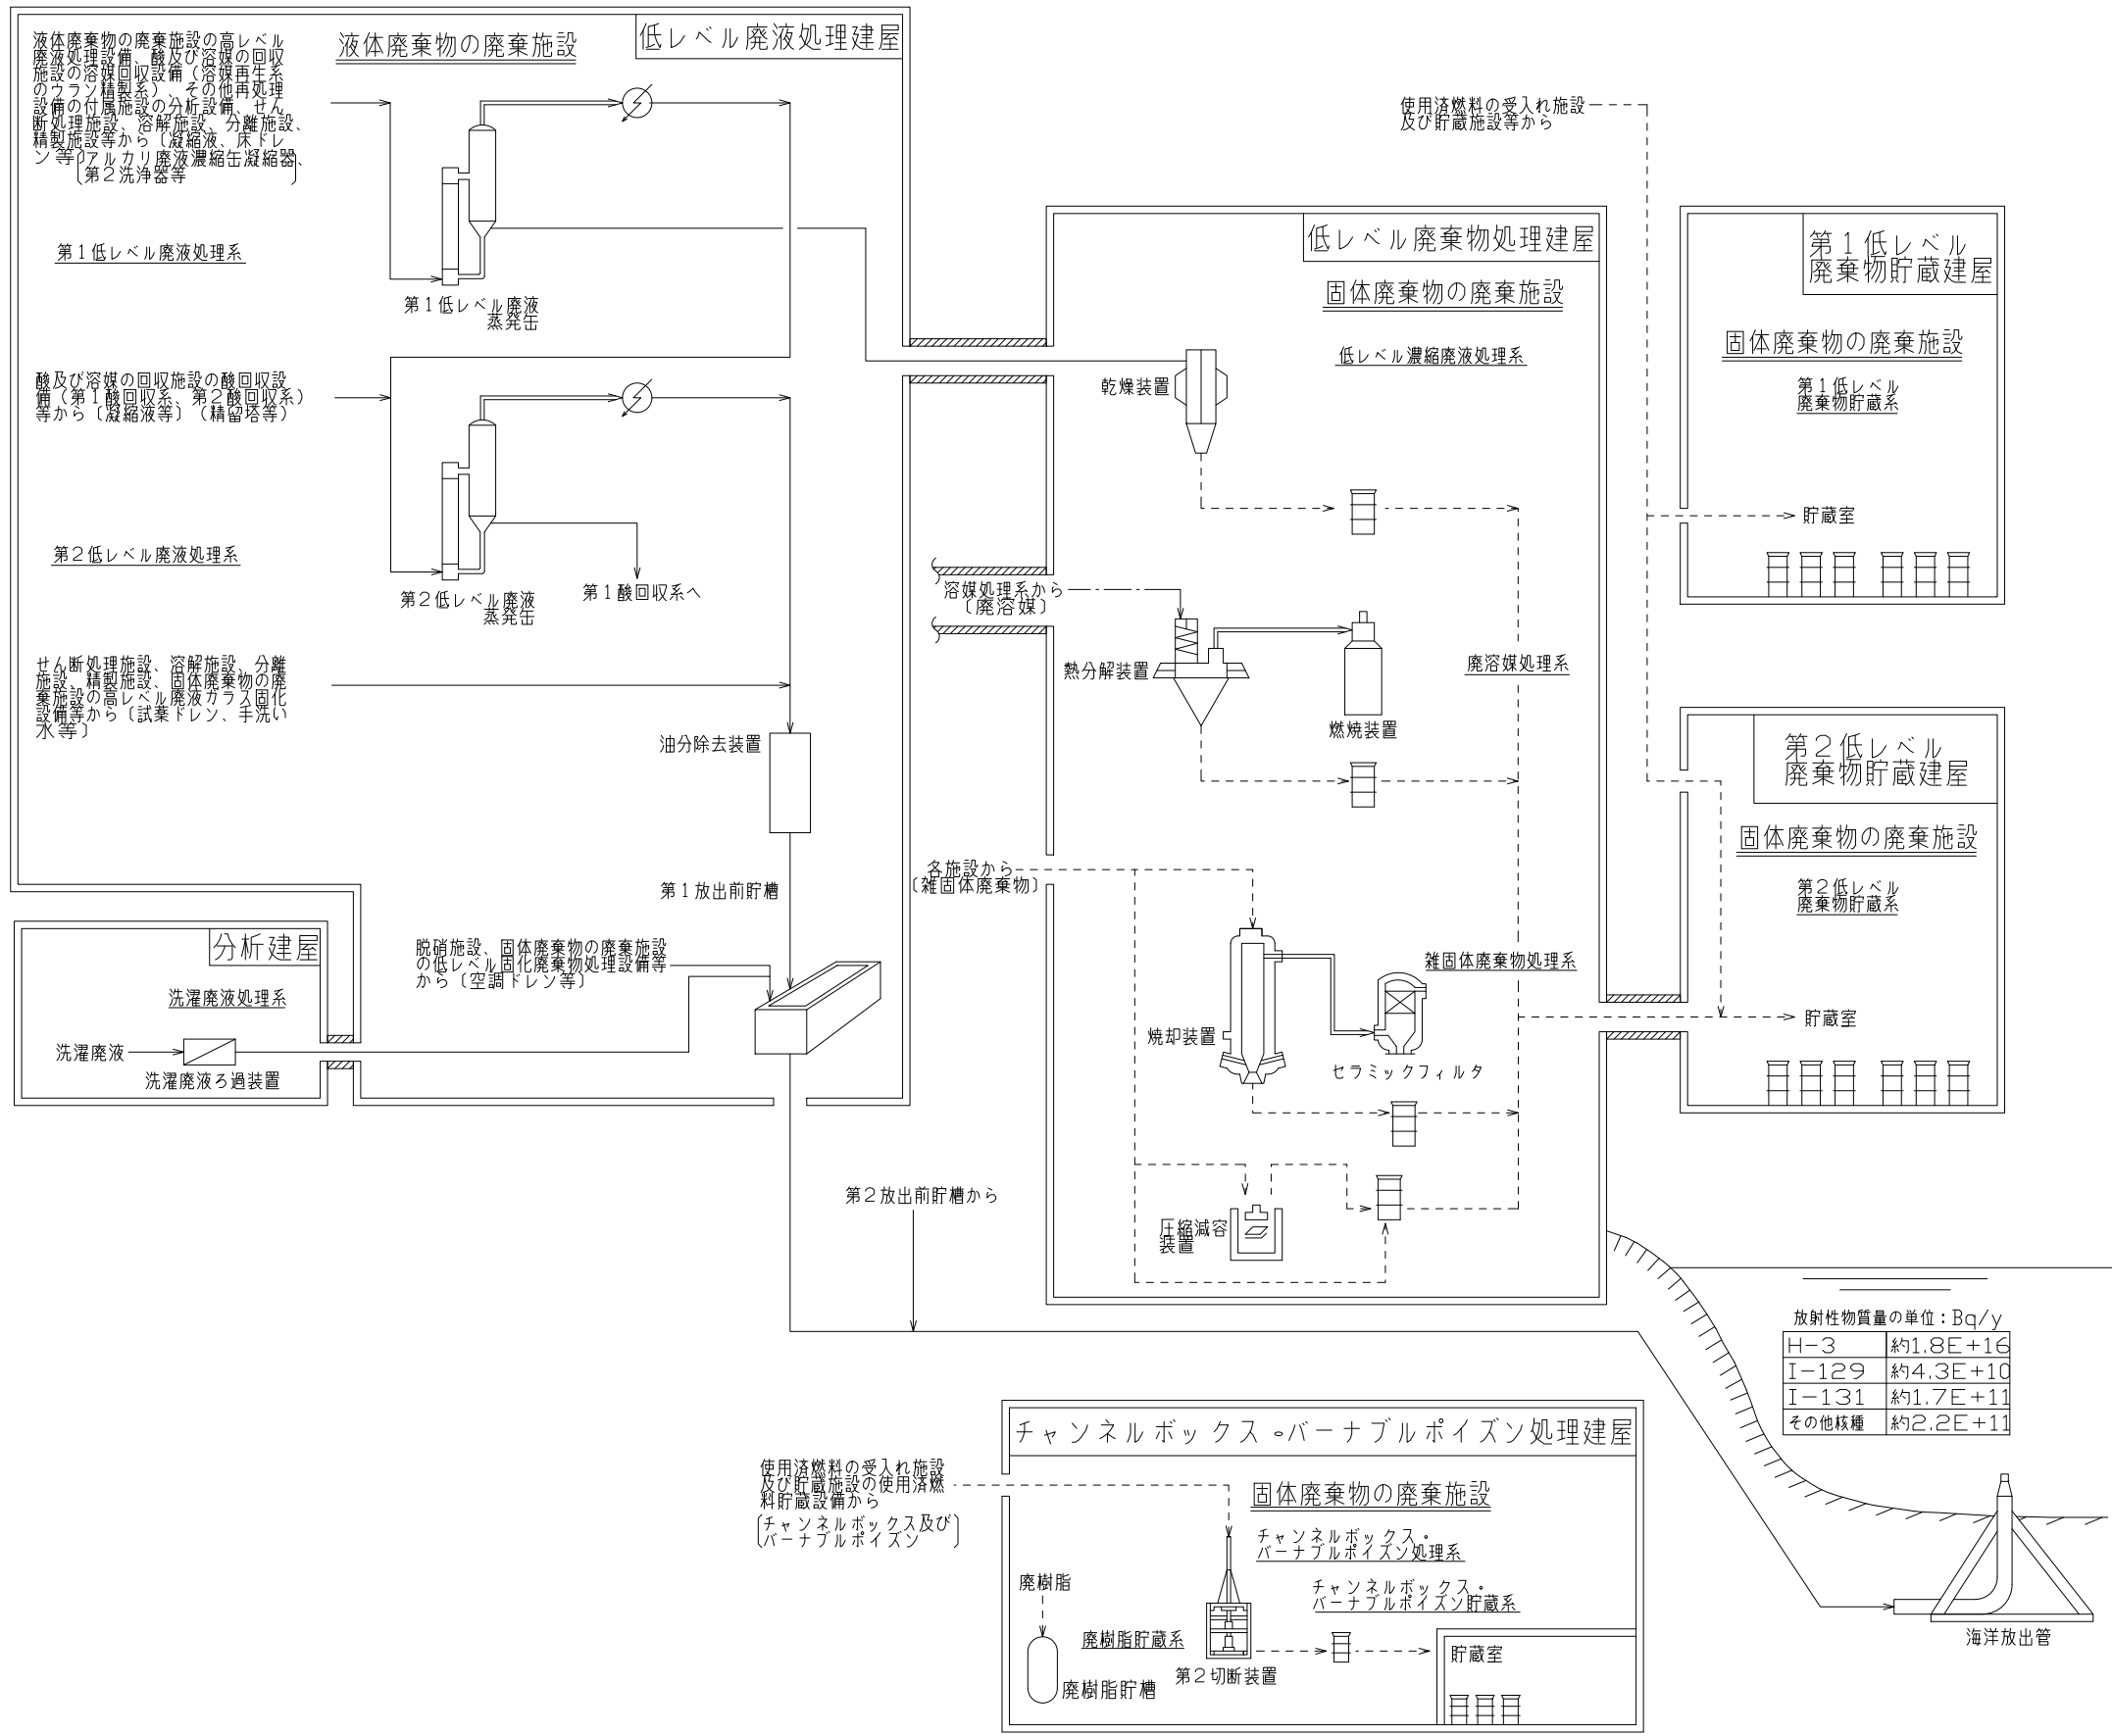 低レベル廃液処理建屋
液体廃棄物の廃棄施設
液体廃棄物の廃棄施設の高レベル
廃液処理設備、酸及び溶媒の回収
施設の溶媒回収設備（溶媒再生系
のウラン精製系）、その他再処理
設備の付属施設の分析設備、せん
断処理施設、溶解施設、分離施設、
精製施設等から〔凝縮液、床ドレ
ン等〕
〔アルカリ廃液濃縮缶凝縮器、
第２洗浄器等〕
第１低レベル廃液処理系
第１低レベル廃液
蒸発缶
酸及び溶媒の回収施設の酸回収設
備（第１酸回収系、第２酸回収系）
等から〔凝縮液等〕（精留塔等）
第２低レベル廃液処理系
第２低レベル廃液
蒸発缶
第１酸回収系へ
せん断処理施設、溶解施設、分離
施設、精製施設、固体廃棄物の廃
棄施設の高レベル廃液ガラス固化
設備等から〔試薬ドレン、手洗い
水等〕
油分除去装置
第１放出前貯槽
脱硝施設、固体廃棄物の廃棄施設
の低レベル固化廃棄物処理設備等
から〔空調ドレン等〕
分析建屋
洗濯廃液処理系
洗濯廃液
洗濯廃液ろ過装置
第２放出前貯槽から
低レベル廃棄物処理建屋
固体廃棄物の廃棄施設
低レベル濃縮廃液処理系
乾燥装置
溶媒処理系から
〔廃溶媒〕
熱分解装置
燃焼装置
廃溶媒処理系
各施設から
〔雑固体廃棄物〕
雑固体廃棄物処理系
焼却装置
セラミックフィルタ
圧縮減容
装置
使用済燃料の受入れ施設
及び貯蔵施設等から
第１低レベル
廃棄物貯蔵建屋
固体廃棄物の廃棄施設
第１低レベル
廃棄物貯蔵系
貯蔵室
第２低レベル
廃棄物貯蔵建屋
固体廃棄物の廃棄施設
第２低レベル
廃棄物貯蔵系
貯蔵室
放射性物質量の単位：Bq/y
H-3 約1.8E+16
I-129 約4.3E+10
I-131 約1.7E+11
その他核種 約2.2E+11
海洋放出管
チャンネルボックス・バーナブルポイズン処理建屋
使用済燃料の受入れ施設
及び貯蔵施設の使用済燃
料貯蔵設備から
〔チャンネルボックス及び
バーナブルポイズン〕
固体廃棄物の廃棄施設
チャンネルボックス・
バーナブルポイズン処理系
チャンネルボックス・
バーナブルポイズン貯蔵系
廃樹脂
廃樹脂貯蔵系
廃樹脂貯槽
第２切断装置
貯蔵室